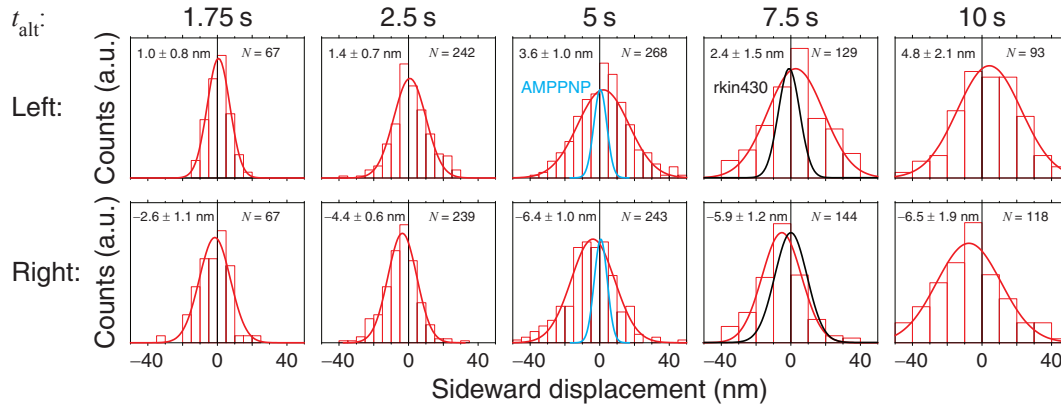 t_alt: 1.75 s 2.5 s 5 s 7.5 s 10 s
Left:
Counts (a.u.)
1.0 ± 0.8 nm N = 67
1.4 ± 0.7 nm N = 242
3.6 ± 1.0 nm N = 268
AMPPNP
2.4 ± 1.5 nm N = 129
rkin430
4.8 ± 2.1 nm N = 93
Right:
Counts (a.u.)
−2.6 ± 1.1 nm N = 67
−4.4 ± 0.6 nm N = 239
−6.4 ± 1.0 nm N = 243
−5.9 ± 1.2 nm N = 144
−6.5 ± 1.9 nm N = 118
−40 0 40 −40 0 40 −40 0 40 −40 0 40 −40 0 40
Sideward displacement (nm)